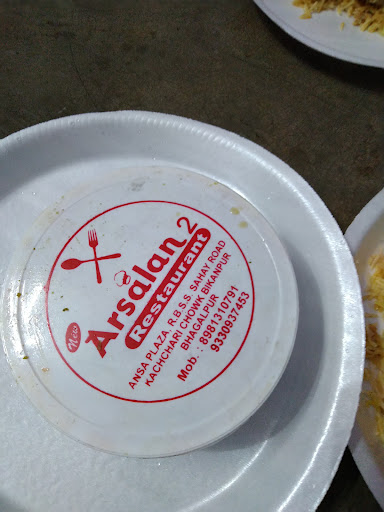 New
Arsalan 2
Restaurant
ANSA PLAZA, R.B.S.S. SAHAY ROAD
KACHCHARI CHOWK BIKANPUR
BHAGALPUR
Mob.: 8981310791
9330937453